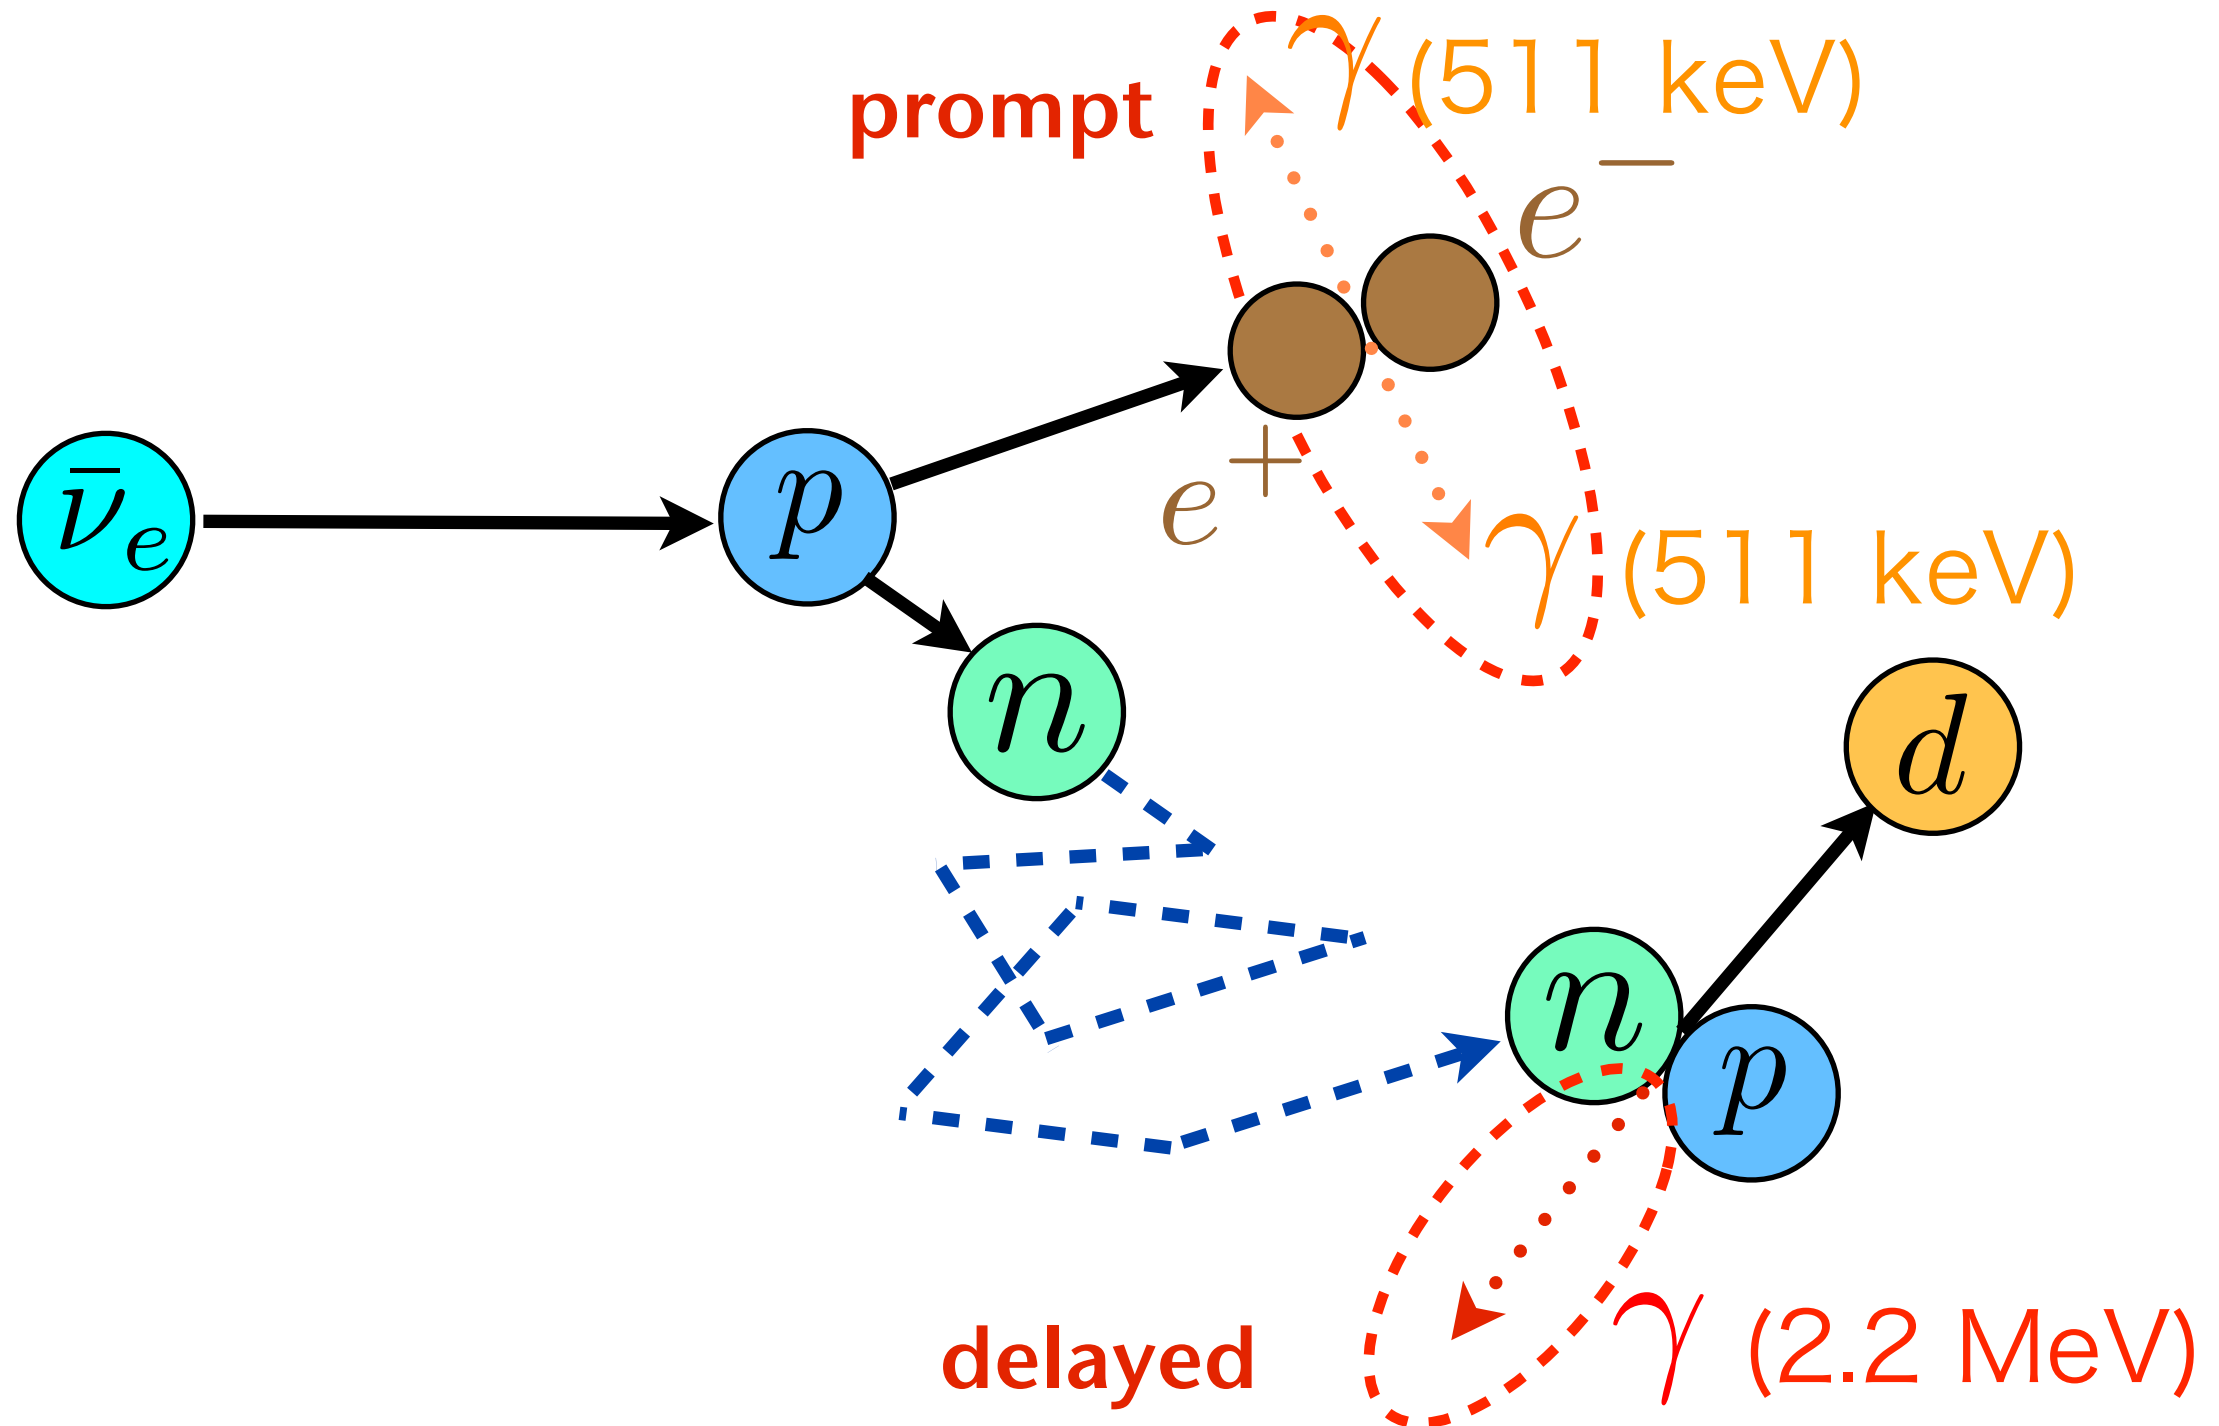 γ (511 keV)
prompt
e⁻
ν̄ₑ
p
e⁺
γ (511 keV)
n
d
n
p
delayed
γ (2.2 MeV)